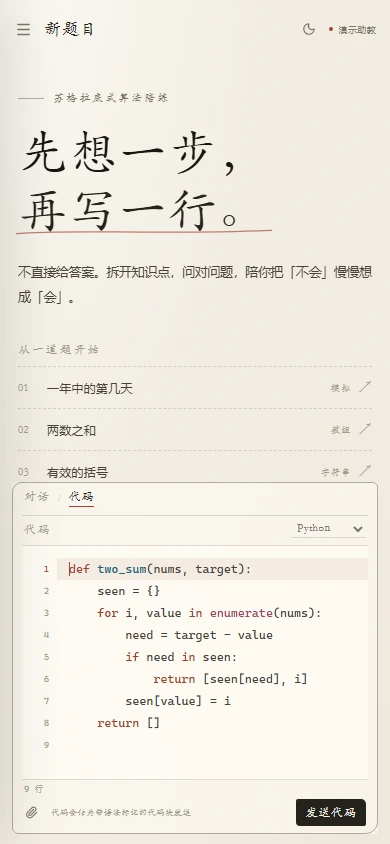 新题目
演示助教
苏格拉底式算法陪练
先想一步，
再写一行。
不直接给答案。拆开知识点，问对问题，陪你把「不会」慢慢想
成「会」。
从一道题开始
01 一年中的第几天 模拟
02 两数之和 数组
03 有效的括号 字符串
对话 / 代码
代码 Python
1 def two_sum(nums, target):
2     seen = {}
3     for i, value in enumerate(nums):
4         need = target - value
5         if need in seen:
6             return [seen[need], i]
7         seen[value] = i
8     return []
9
9 行
代码会以带语法标记的代码块发送
发送代码